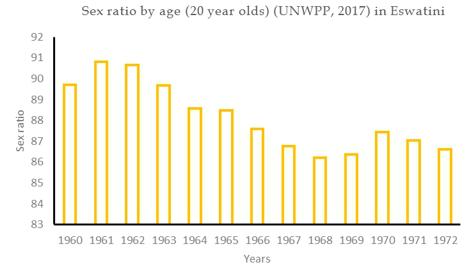 Sex ratio by age (20 year olds) (UNWPP, 2017) in Eswatini
92
91
90
89
88
87
86
85
84
83
Sex ratio
1960 1961 1962 1963 1964 1965 1966 1967 1968 1969 1970 1971 1972
Years